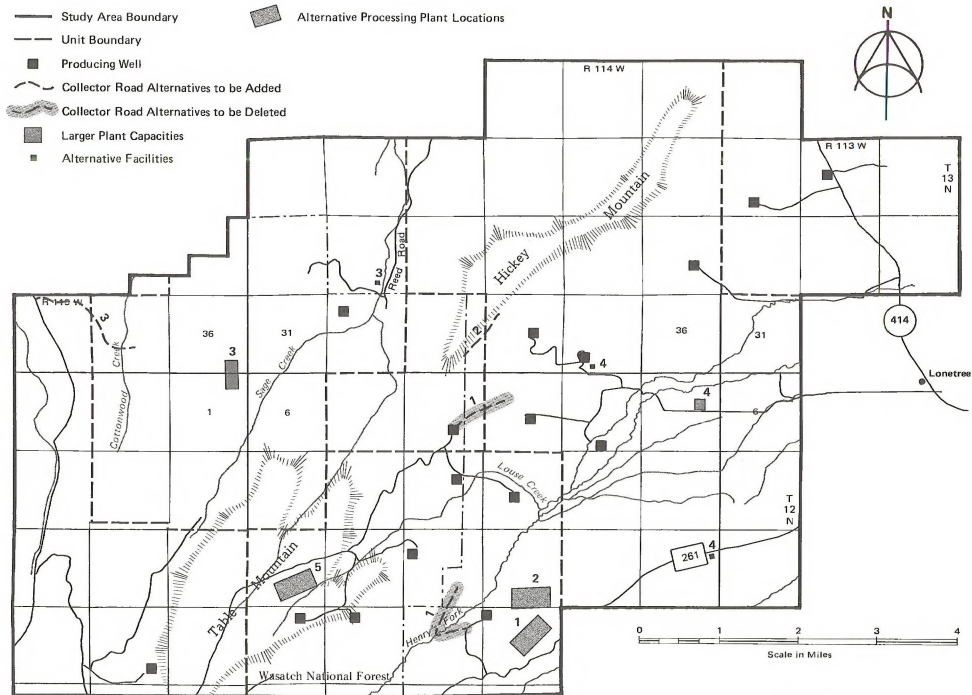 Study Area Boundary
Unit Boundary
Producing Well
Collector Road Alternatives to be Added
Collector Road Alternatives to be Deleted
Larger Plant Capacities
Alternative Facilities
Alternative Processing Plant Locations
N
R 114 W
R 113 W
T
13
N
Hickey Mountain
Reed Road
3
R 115 W
3
Cottonwood Creek
36
31
3
Sage Creek
1
6
2
4
36
31
414
Lonetree
4
6
1
Louse Creek
T
12
N
261
4
Table Mountain
5
2
1
1
Henry Fork
Wasatch National Forest
0
1
2
3
4
Scale in Miles